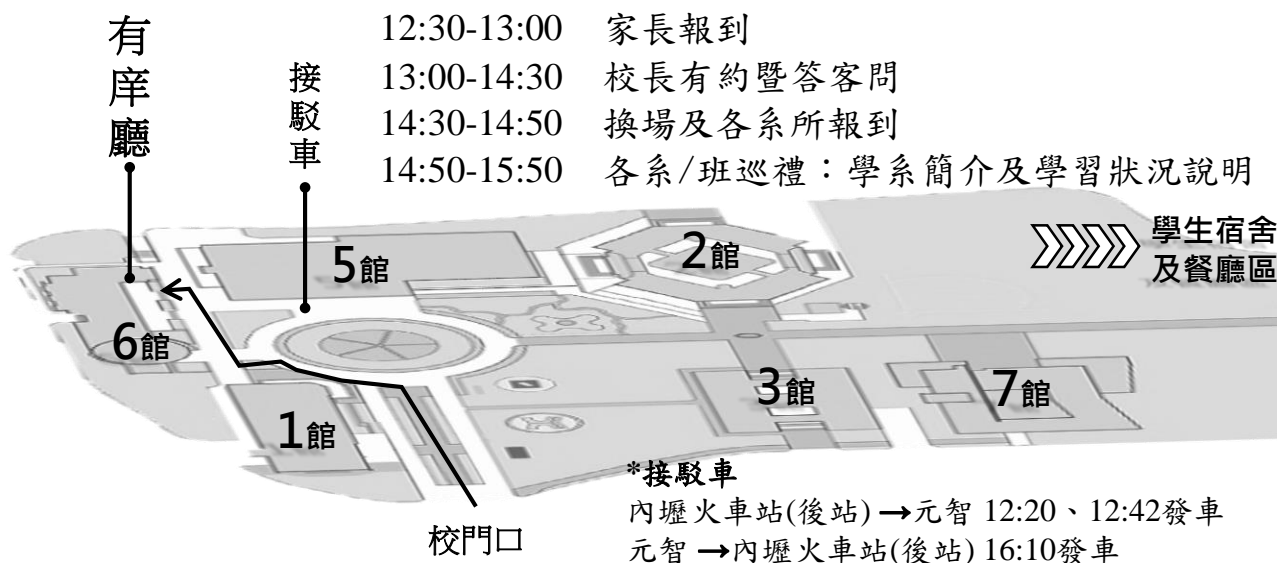 有庠廳
接駁車
12:30-13:00 家長報到
13:00-14:30 校長有約暨答客問
14:30-14:50 換場及各系所報到
14:50-15:50 各系/班巡禮：學系簡介及學習狀況說明
學生宿舍
及餐廳區
5館
2館
6館
3館
7館
1館
校門口
*接駁車
內壢火車站(後站)→元智 12:20、12:42發車
元智→內壢火車站(後站) 16:10發車